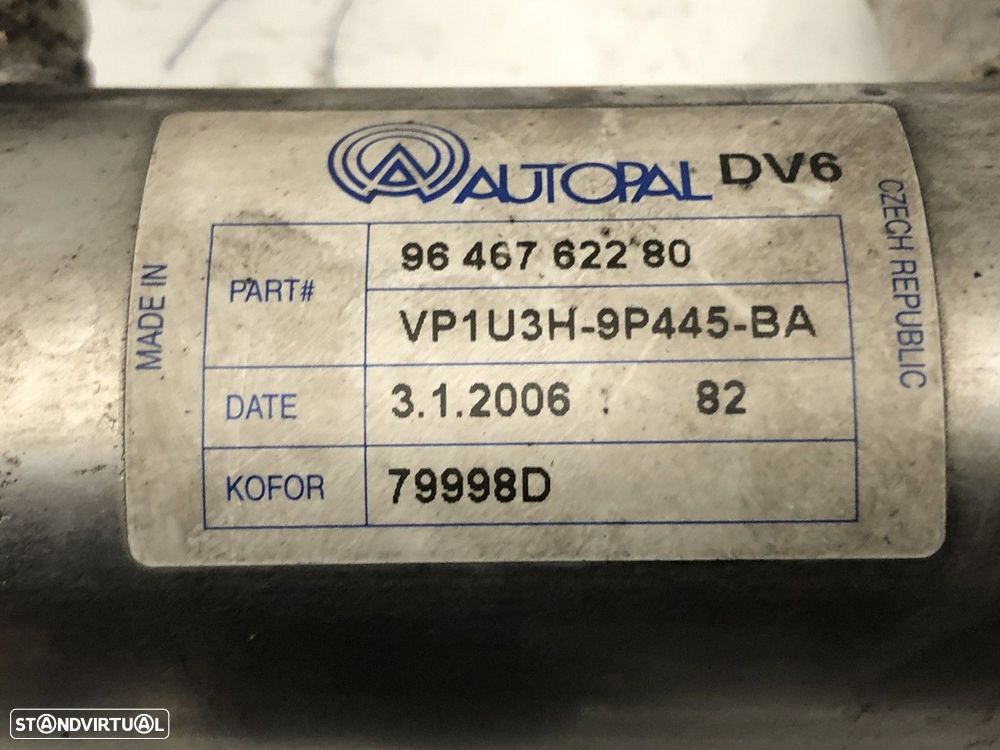 AUTOPAL DV6
MADE IN
PART#
96 467 622 80
VP1U3H-9P445-BA
DATE
3.1.2006 : 82
KOFOR
79998D
CZECH REPUBLIC
STANDVIRTUAL